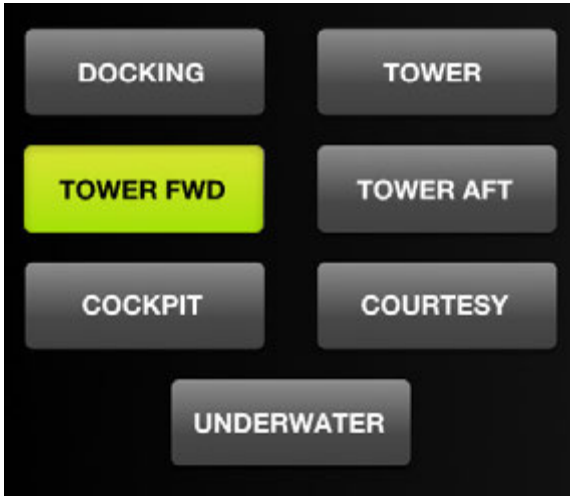 DOCKING
TOWER
TOWER FWD
TOWER AFT
COCKPIT
COURTESY
UNDERWATER